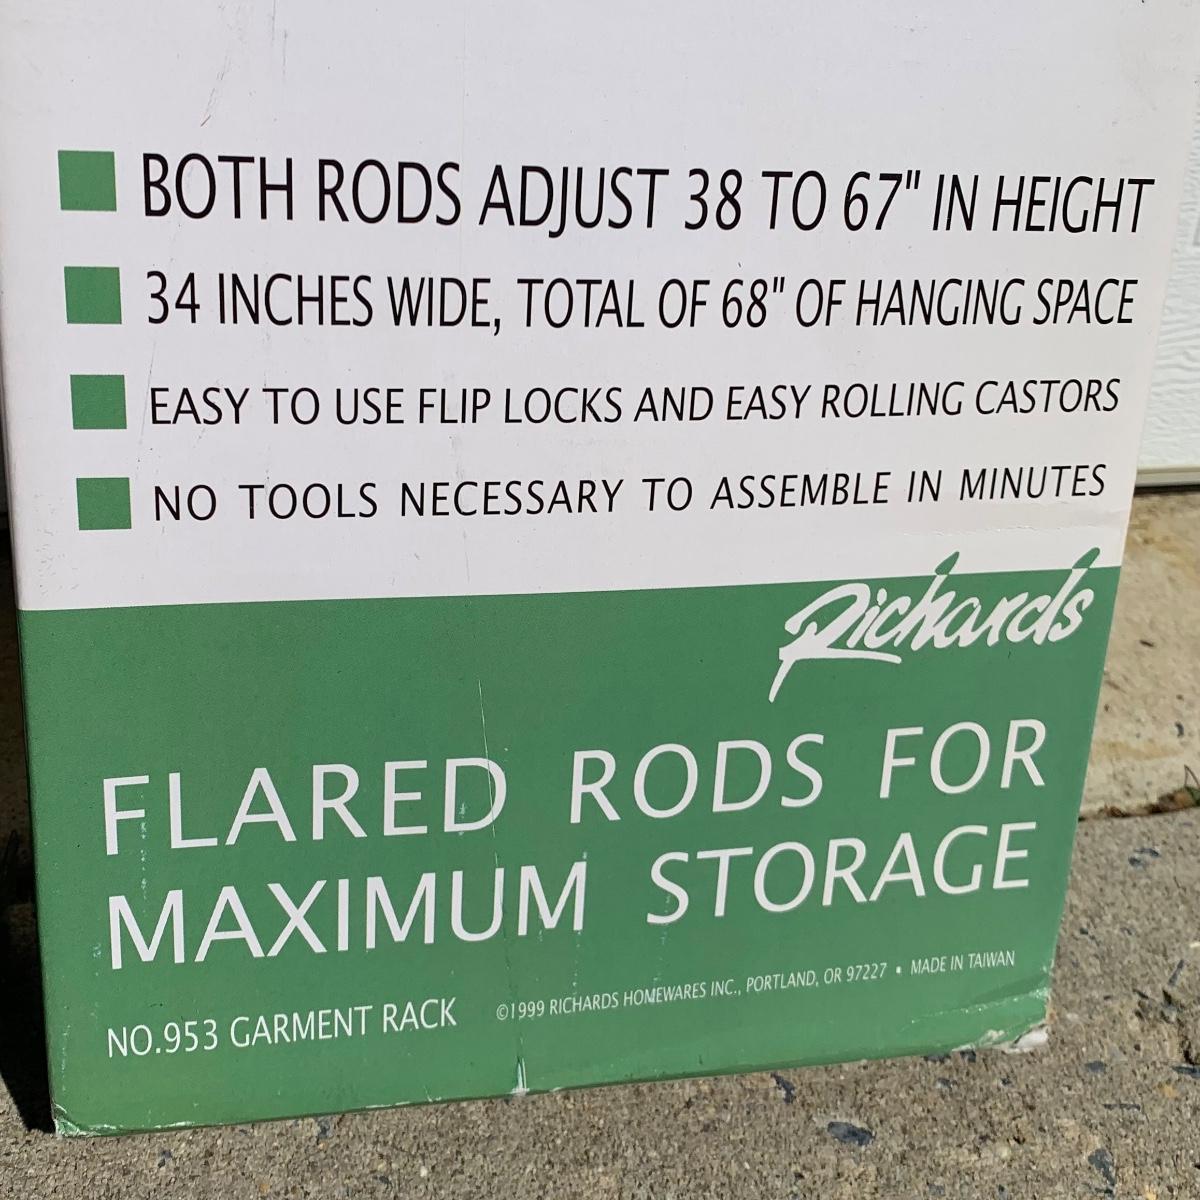 BOTH RODS ADJUST 38 TO 67" IN HEIGHT
34 INCHES WIDE, TOTAL OF 68" OF HANGING SPACE
EASY TO USE FLIP LOCKS AND EASY ROLLING CASTORS
NO TOOLS NECESSARY TO ASSEMBLE IN MINUTES
Richards
FLARED RODS FOR
MAXIMUM STORAGE
NO.953 GARMENT RACK ©1999 RICHARDS HOMEWARES INC., PORTLAND, OR 97227 • MADE IN TAIWAN